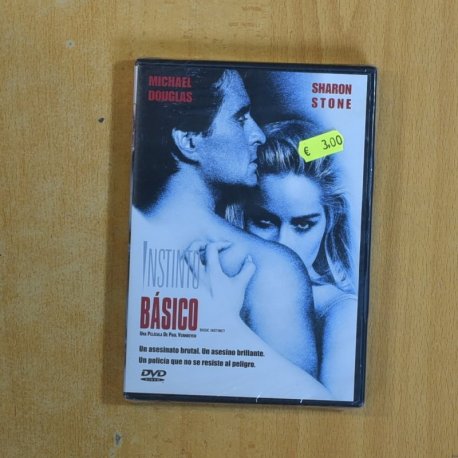 MICHAEL
DOUGLAS
SHARON
STONE
€ 3,00
INSTINTO
BÁSICO
BASIC INSTINCT
UNA PELÍCULA DE PAUL VERHOEVEN
Un asesinato brutal. Un asesino brillante.
Un policía que no se resiste al peligro.
DVD
VIDEO